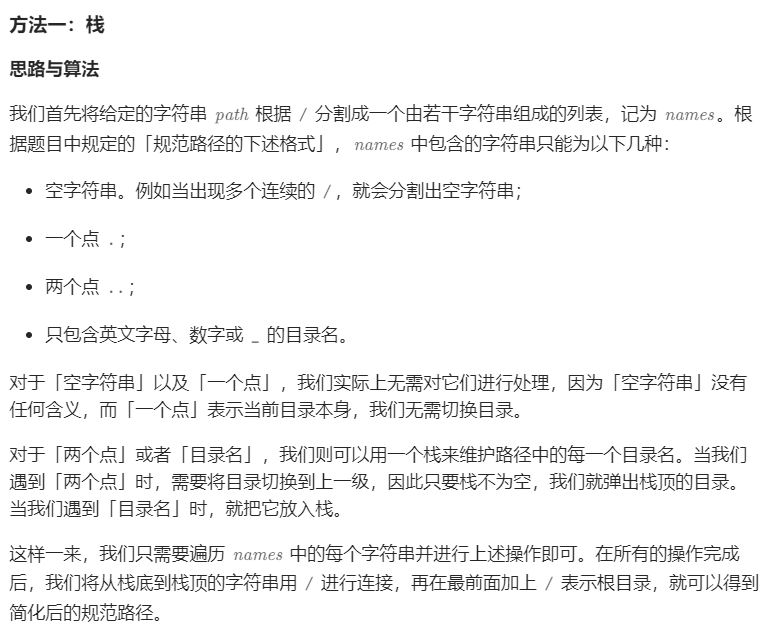 方法一：栈
思路与算法
我们首先将给定的字符串 path 根据 / 分割成一个由若干字符串组成的列表，记为 names。根
据题目中规定的「规范路径的下述格式」，names 中包含的字符串只能为以下几种：
• 空字符串。例如当出现多个连续的 /，就会分割出空字符串；
• 一个点 .；
• 两个点 ..；
• 只包含英文字母、数字或 _ 的目录名。
对于「空字符串」以及「一个点」，我们实际上无需对它们进行处理，因为「空字符串」没有
任何含义，而「一个点」表示当前目录本身，我们无需切换目录。
对于「两个点」或者「目录名」，我们则可以用一个栈来维护路径中的每一个目录名。当我们
遇到「两个点」时，需要将目录切换到上一级，因此只要栈不为空，我们就弹出栈顶的目录。
当我们遇到「目录名」时，就把它放入栈。
这样一来，我们只需要遍历 names 中的每个字符串并进行上述操作即可。在所有的操作完成
后，我们将从栈底到栈顶的字符串用 / 进行连接，再在最前面加上 / 表示根目录，就可以得到
简化后的规范路径。